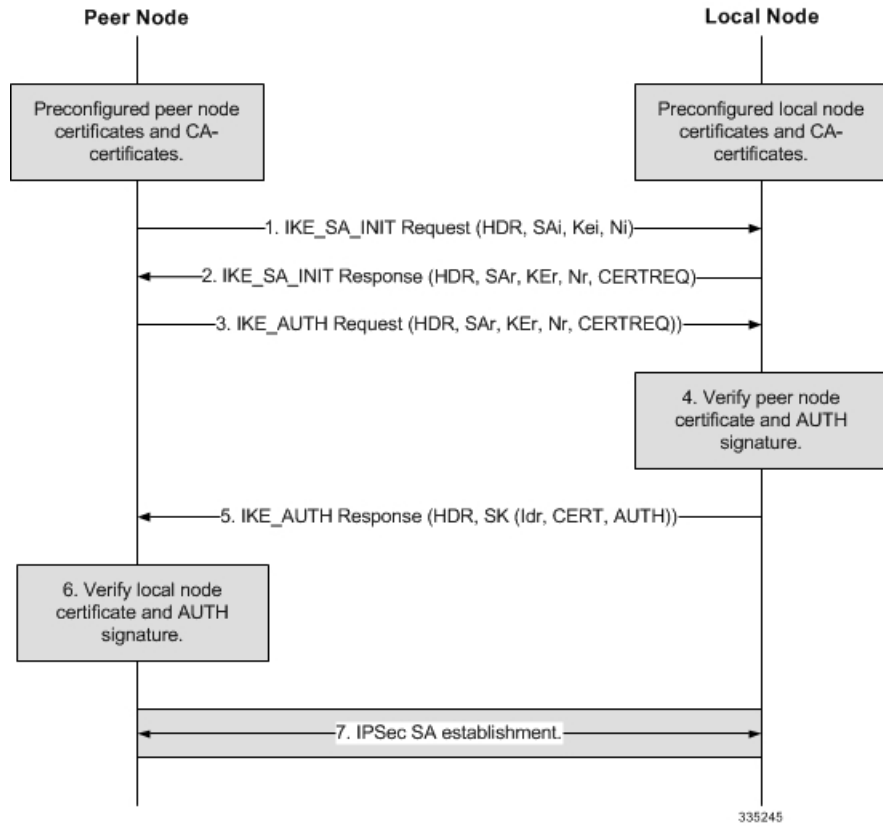 Peer Node
Local Node
Preconfigured peer node
certificates and CA-
certificates.
Preconfigured local node
certificates and CA-
certificates.
1. IKE_SA_INIT Request (HDR, SAi, Kei, Ni)
2. IKE_SA_INIT Response (HDR, SAr, KEr, Nr, CERTREQ)
3. IKE_AUTH Request (HDR, SAr, KEr, Nr, CERTREQ))
4. Verify peer node
certificate and AUTH
signature.
5. IKE_AUTH Response (HDR, SK (Idr, CERT, AUTH))
6. Verify local node
certificate and AUTH
signature.
7. IPSec SA establishment.
335245